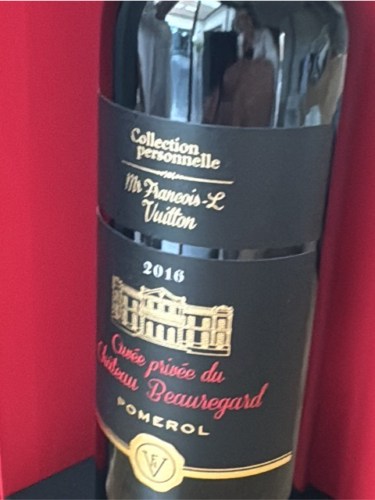 Collection
personnelle
Mr François-L
Vuitton
2016
Cuvée privée du
Château Beauregard
POMEROL